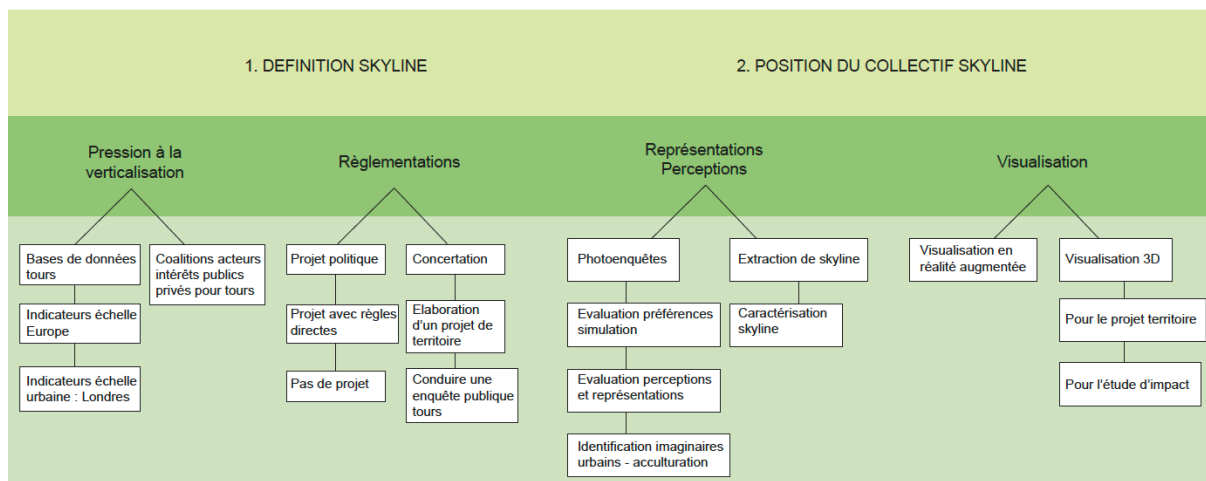 1. DEFINITION SKYLINE
2. POSITION DU COLLECTIF SKYLINE
Pression à la
verticalisation
Règlementations
Représentations
Perceptions
Visualisation
Bases de données
tours
Indicateurs échelle
Europe
Indicateurs échelle
urbaine : Londres
Coalitions acteurs
intérêts publics
privés pour tours
Projet politique
Projet avec règles
directes
Pas de projet
Concertation
Elaboration
d'un projet de
territoire
Conduire une
enquête publique
tours
Photoenquêtes
Evaluation préférences
simulation
Evaluation perceptions
et représentations
Identification imaginaires
urbains - acculturation
Extraction de skyline
Caractérisation
skyline
Visualisation en
réalité augmentée
Visualisation 3D
Pour le projet territoire
Pour l'étude d'impact